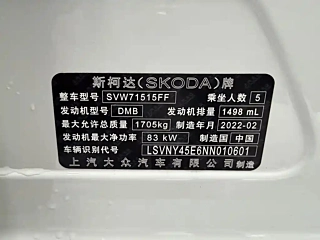 斯柯达(SKODA)牌
整车型号 SVW71515FF 乘坐人数 5
发动机型号 DMB 发动机排量 1498 mL
最大允许总质量 1705kg 制造年月 2022-02
发动机最大净功率 83 kW 制造国 中国
车辆识别代号 LSVNY45E6NN010601
上汽大众汽车有限公司制造